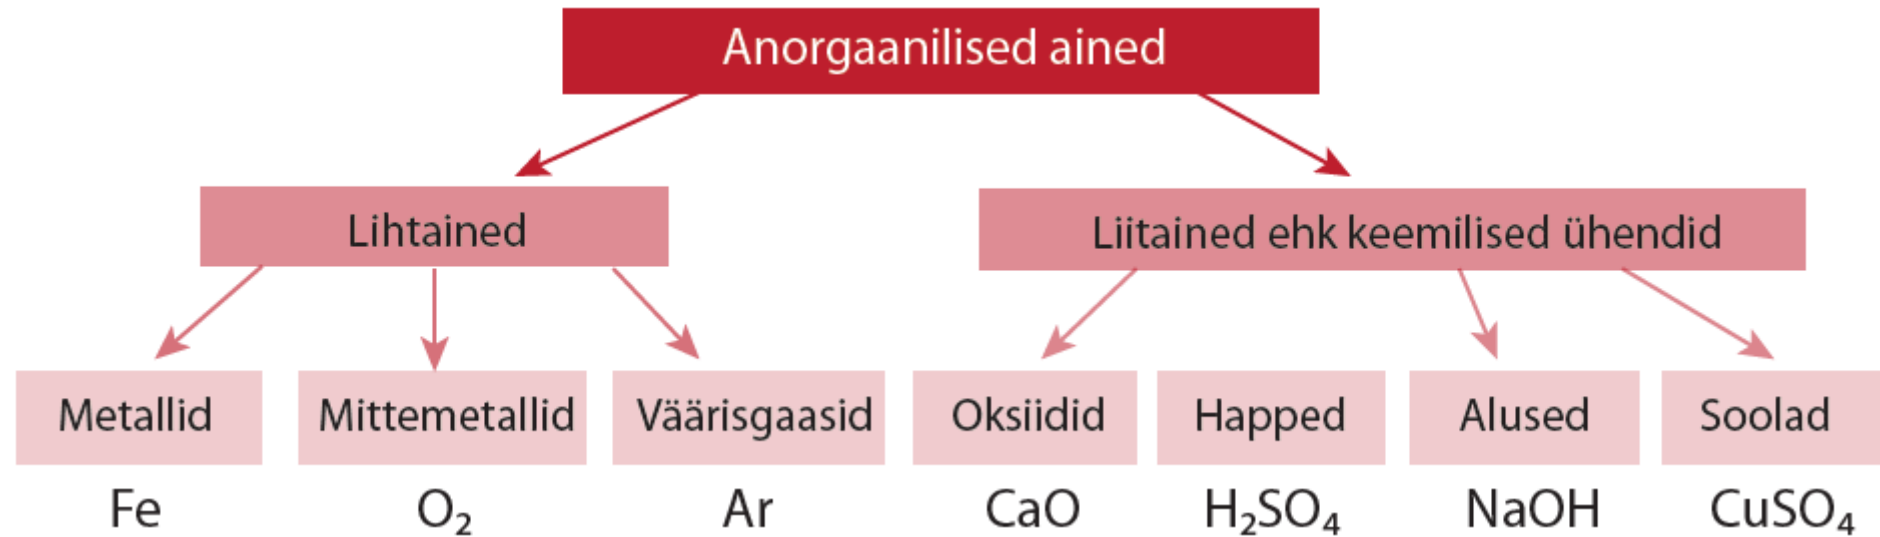 Anorgaanilised ained
Lihtained
Liitained ehk keemilised ühendid
Metallid
Mittemetallid
Väärisgaasid
Oksiidid
Happed
Alused
Soolad
Fe
O₂
Ar
CaO
H₂SO₄
NaOH
CuSO₄